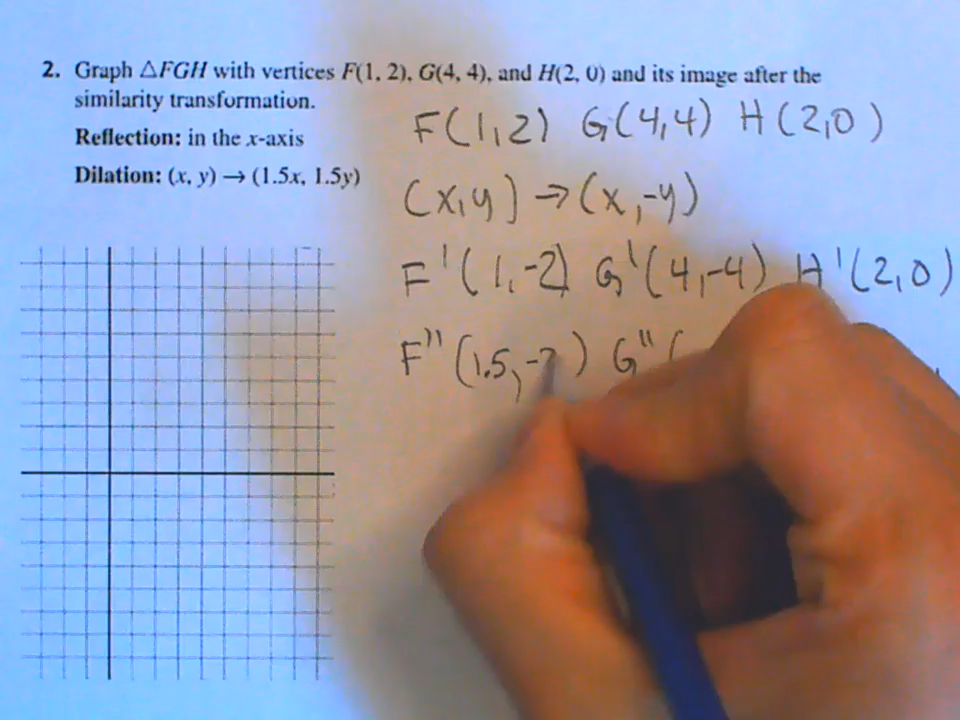 2. Graph △FGH with vertices F(1, 2), G(4, 4), and H(2, 0) and its image after the
similarity transformation.
Reflection: in the x-axis
Dilation: (x, y) → (1.5x, 1.5y)
F(1,2) G(4,4) H(2,0)
(x,y) → (x,-y)
F'(1,-2) G'(4,-4) H'(2,0)
F"(1.5, ) G"(